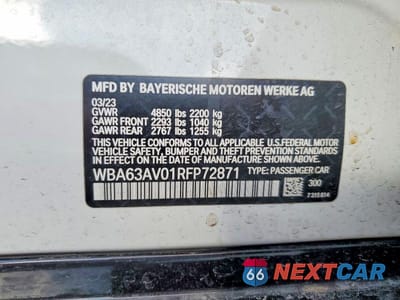 MFD BY BAYERISCHE MOTOREN WERKE AG
03/23
GVWR 4850 lbs 2200 kg
GAWR FRONT 2293 lbs 1040 kg
GAWR REAR 2767 lbs 1255 kg
THIS VEHICLE CONFORMS TO ALL APPLICABLE U.S. FEDERAL MOTOR
VEHICLE SAFETY, BUMPER, AND THEFT PREVENTION STANDARDS
IN EFFECT ON THE DATE OF MANUFACTURE SHOWN ABOVE.
WBA63AV01RFP72871 TYPE: PASSENGER CAR
300
66 NEXTCAR